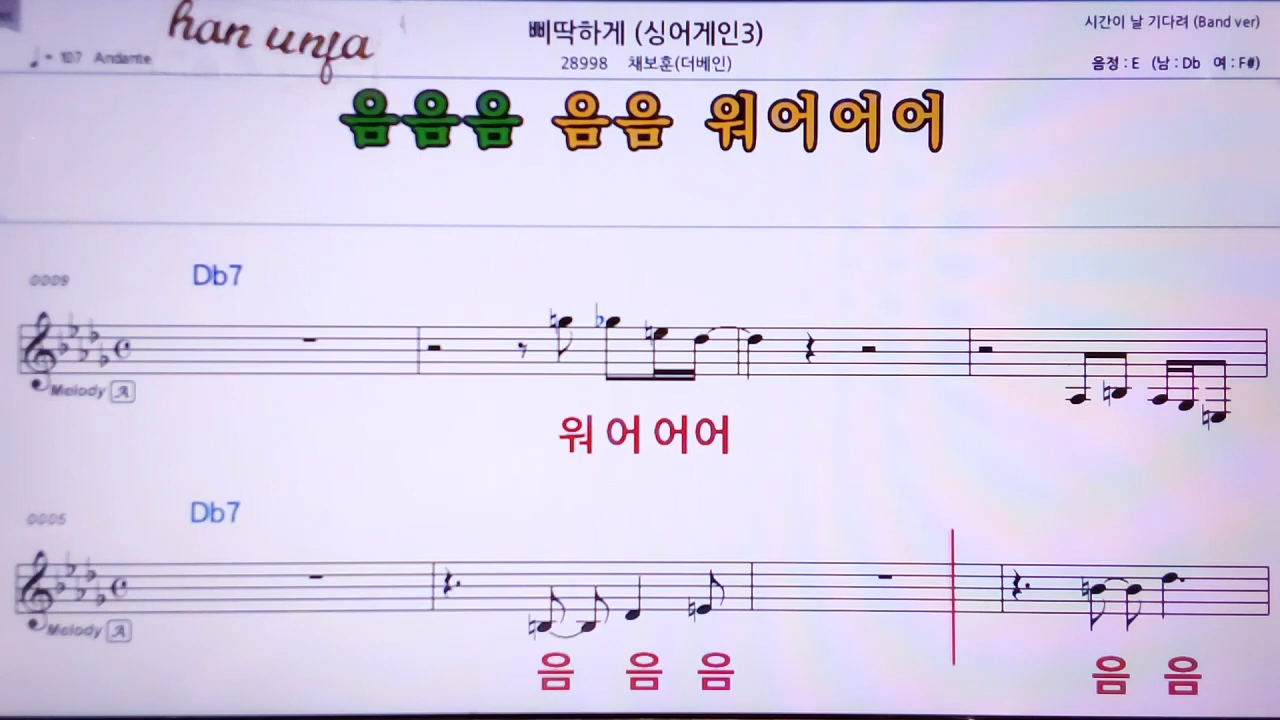 han unja
삐딱하게 (싱어게인3)
시간이 날 기다려 (Band ver)
♩ = 107 Andante
28998 채보훈(더베인)
음정 : E (남 : Db 여 : F#)
음음음 음음 워어어어
0009 Db7
Melody A
워 어 어어
0005 Db7
Melody A
음 음 음 음 음